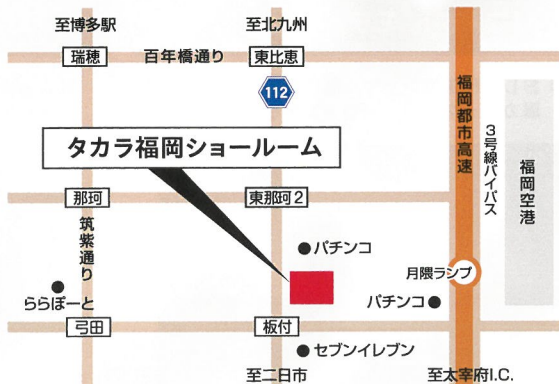 至博多駅
至北九州
瑞穂
百年橋通り
東比恵
112
福岡都市高速
3号線バイパス
福岡空港
タカラ福岡ショールーム
那珂
東那珂2
筑紫通り
パチンコ
月隈ランプ
ららぽーと
パチンコ
弓田
板付
セブンイレブン
至二日市
至太宰府I.C.